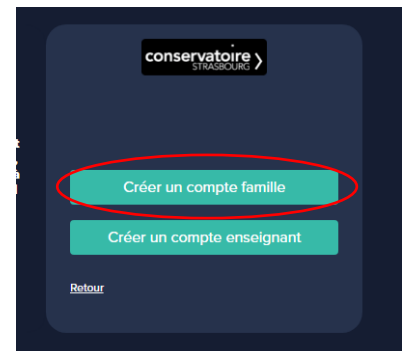 conservatoire
STRASBOURG
t
,
à
Créer un compte famille
Créer un compte enseignant
Retour